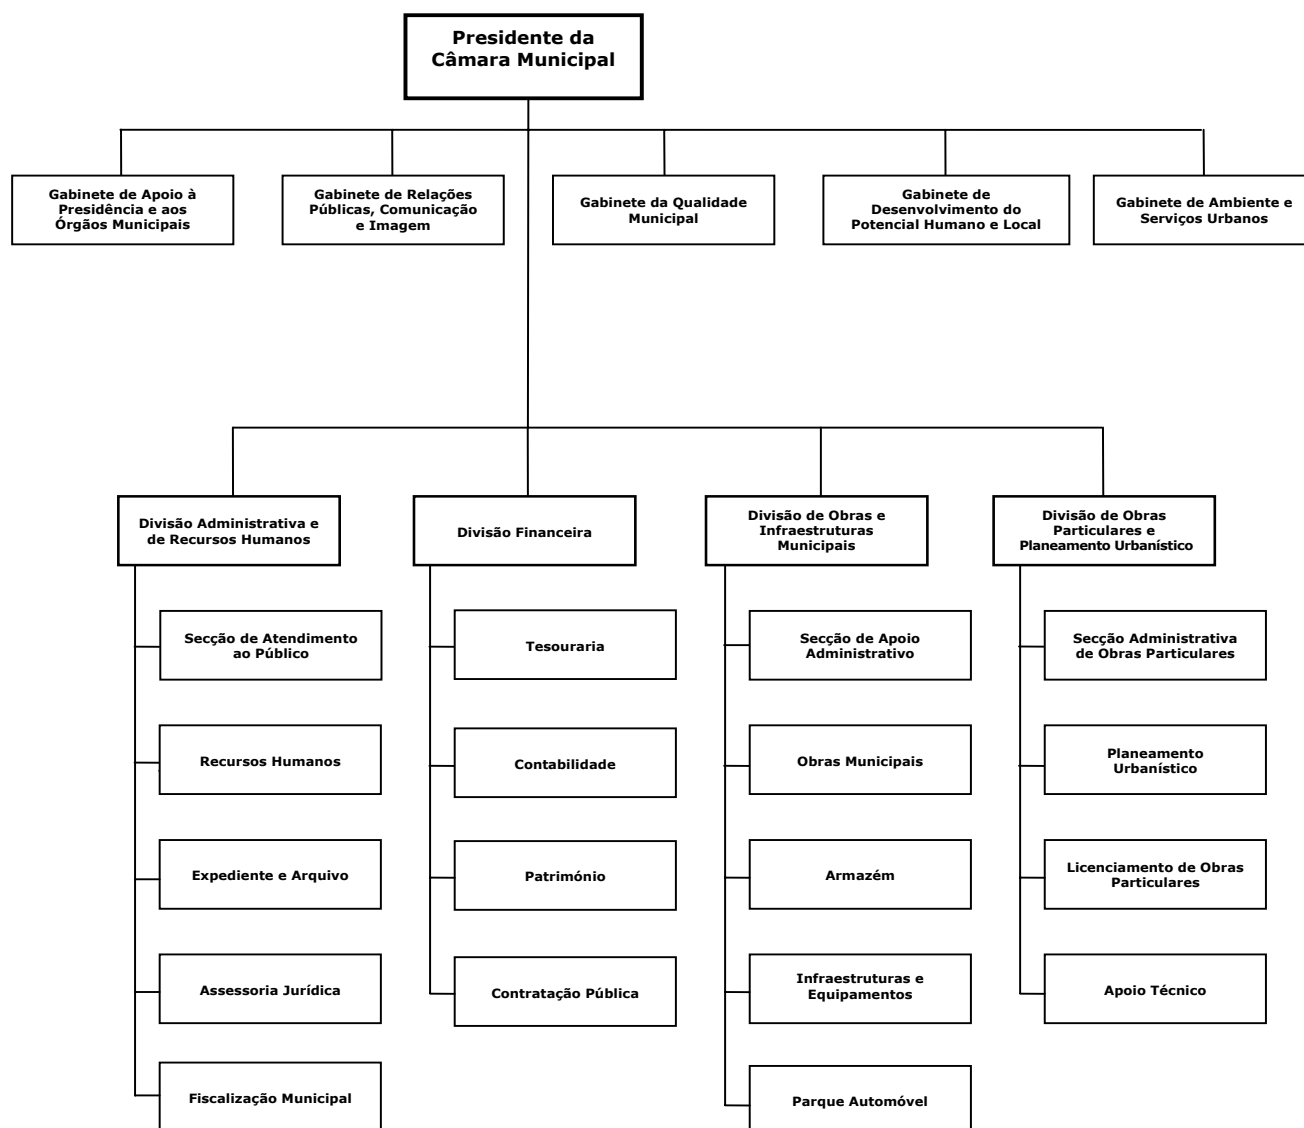 Presidente da
Câmara Municipal
Gabinete de Apoio à
Presidência e aos
Órgãos Municipais
Gabinete de Relações
Públicas, Comunicação
e Imagem
Gabinete da Qualidade
Municipal
Gabinete de
Desenvolvimento do
Potencial Humano e Local
Gabinete de Ambiente e
Serviços Urbanos
Divisão Administrativa e
de Recursos Humanos
Divisão Financeira
Divisão de Obras e
Infraestruturas
Municipais
Divisão de Obras
Particulares e
Planeamento Urbanístico
Secção de Atendimento
ao Público
Tesouraria
Secção de Apoio
Administrativo
Secção Administrativa
de Obras Particulares
Recursos Humanos
Contabilidade
Obras Municipais
Planeamento
Urbanístico
Expediente e Arquivo
Património
Armazém
Licenciamento de Obras
Particulares
Assessoria Jurídica
Contratação Pública
Infraestruturas e
Equipamentos
Apoio Técnico
Fiscalização Municipal
Parque Automóvel